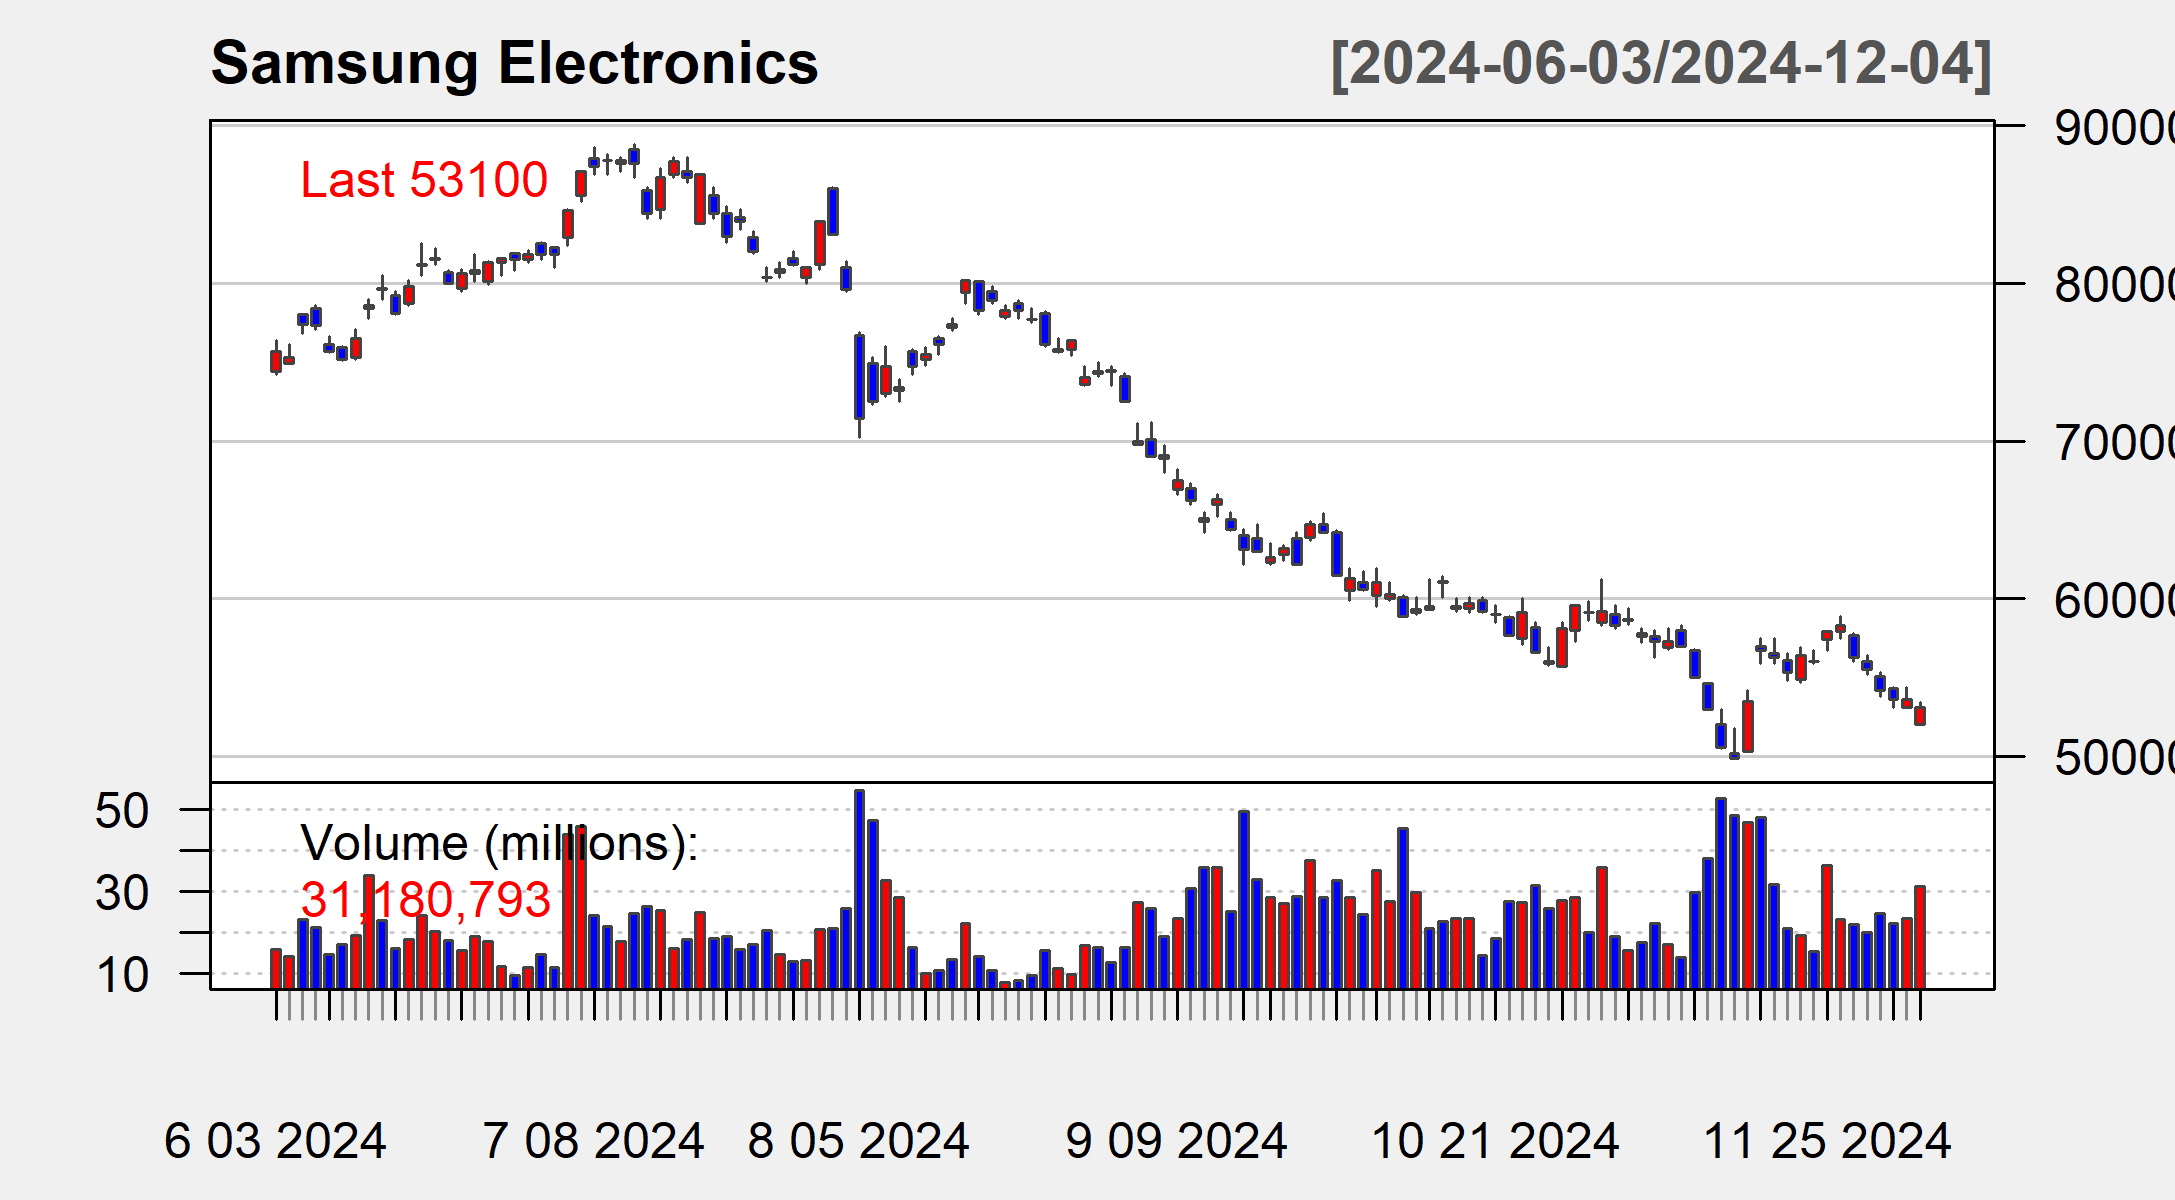 Samsung Electronics
[2024-06-03/2024-12-04]
Last 53100
90000
80000
70000
60000
50000
Volume (millions):
31,180,793
50
30
10
6 03 2024
7 08 2024
8 05 2024
9 09 2024
10 21 2024
11 25 2024